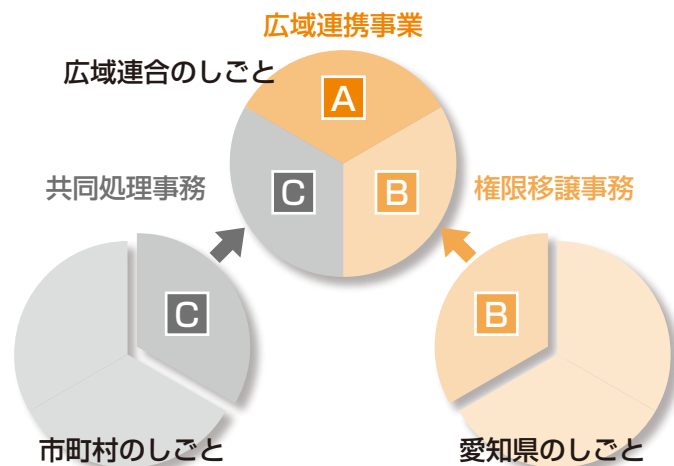 広域連携事業
広域連合のしごと
A
共同処理事務
C
B
権限移譲事務
C
B
市町村のしごと
愛知県のしごと